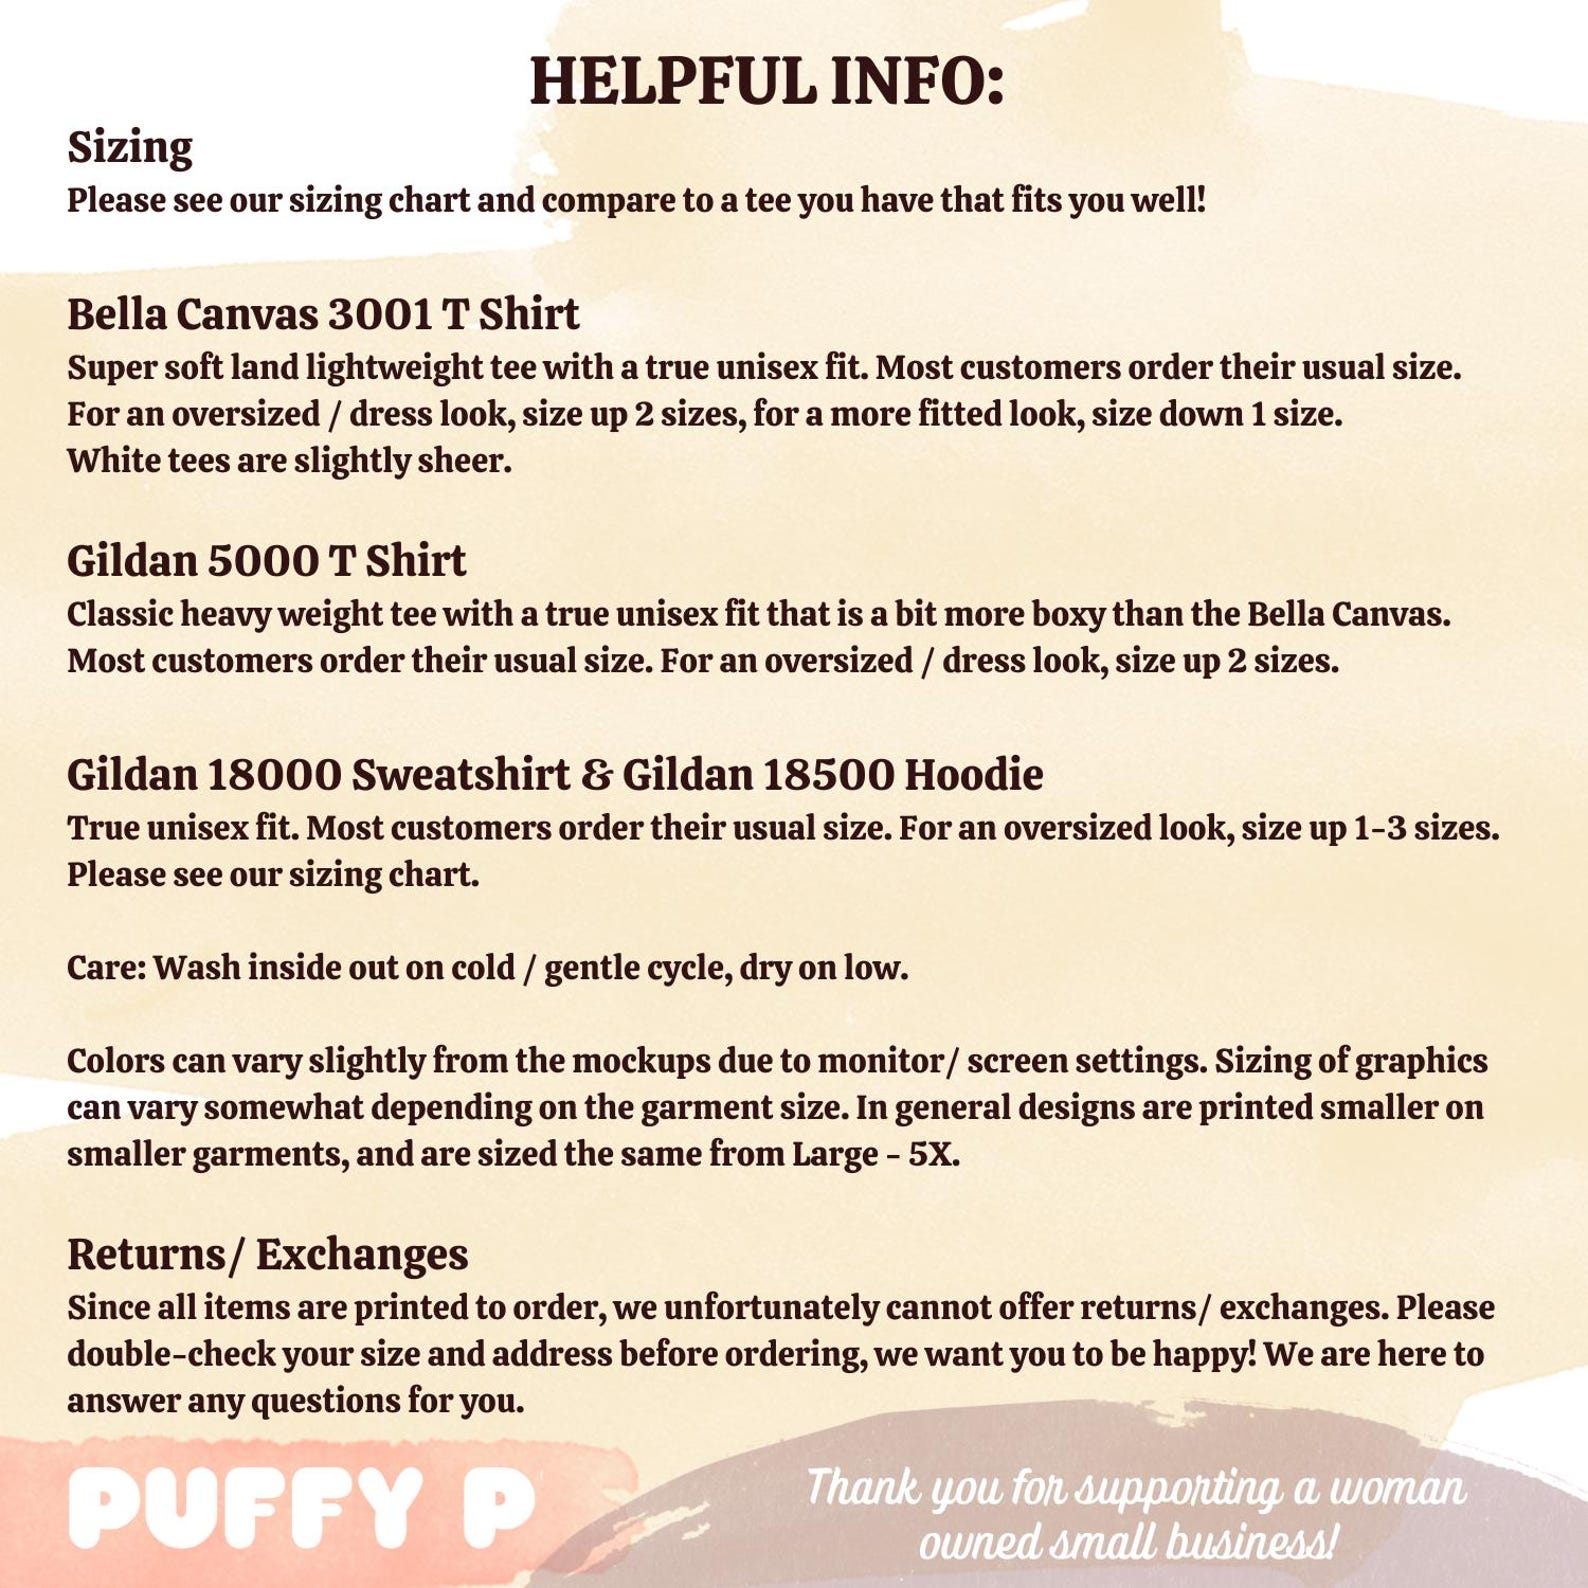 HELPFUL INFO:
Sizing
Please see our sizing chart and compare to a tee you have that fits you well!
Bella Canvas 3001 T Shirt
Super soft land lightweight tee with a true unisex fit. Most customers order their usual size.
For an oversized / dress look, size up 2 sizes, for a more fitted look, size down 1 size.
White tees are slightly sheer.
Gildan 5000 T Shirt
Classic heavy weight tee with a true unisex fit that is a bit more boxy than the Bella Canvas.
Most customers order their usual size. For an oversized / dress look, size up 2 sizes.
Gildan 18000 Sweatshirt & Gildan 18500 Hoodie
True unisex fit. Most customers order their usual size. For an oversized look, size up 1-3 sizes.
Please see our sizing chart.
Care: Wash inside out on cold / gentle cycle, dry on low.
Colors can vary slightly from the mockups due to monitor/ screen settings. Sizing of graphics
can vary somewhat depending on the garment size. In general designs are printed smaller on
smaller garments, and are sized the same from Large - 5X.
Returns/ Exchanges
Since all items are printed to order, we unfortunately cannot offer returns/ exchanges. Please
double-check your size and address before ordering, we want you to be happy! We are here to
answer any questions for you.
PUFFY P
Thank you for supporting a woman
owned small business!